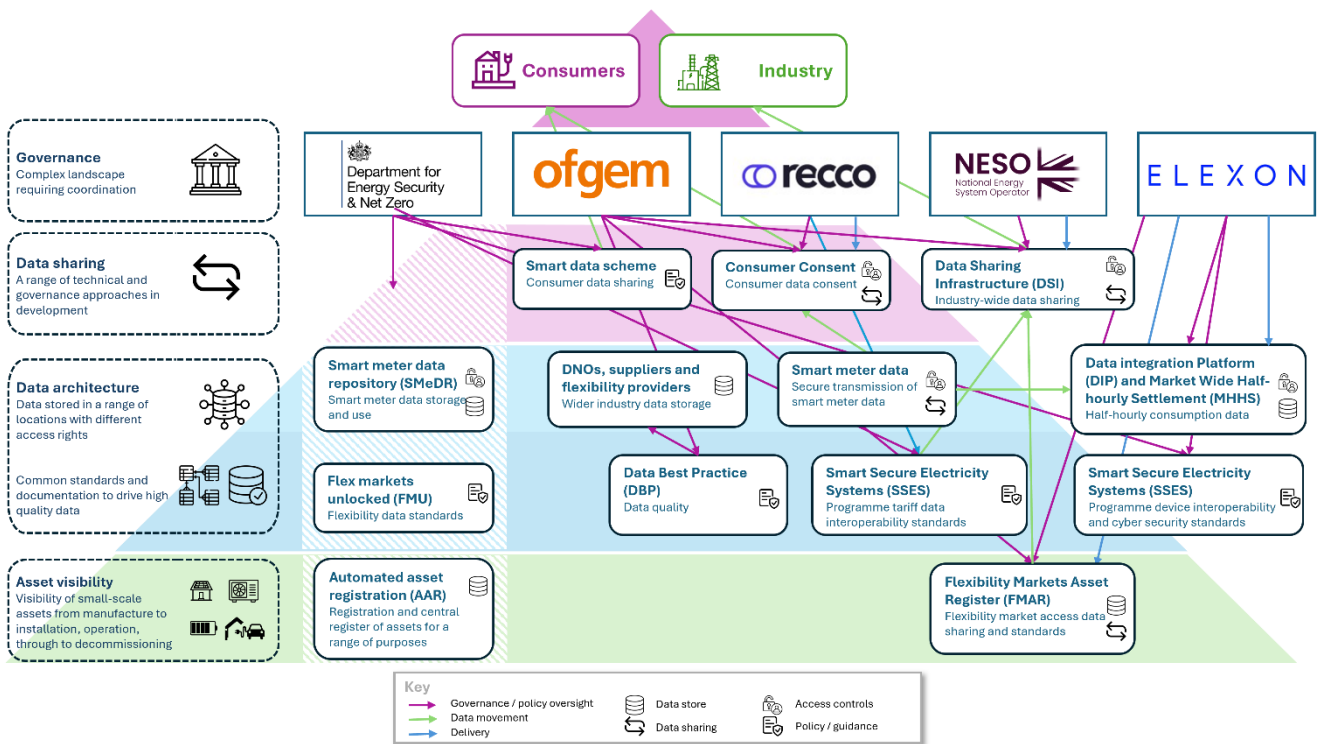 Consumers
Industry
Governance
Complex landscape
requiring coordination
Department for
Energy Security
& Net Zero
ofgem
recco
NESO
National Energy
System Operator
ELEXON
Data sharing
A range of technical and
governance approaches in
development
Smart data scheme
Consumer data sharing
Consumer Consent
Consumer data consent
Data Sharing
Infrastructure (DSI)
Industry-wide data sharing
Data architecture
Data stored in a range of
locations with different
access rights
Smart meter data
repository (SMeDR)
Smart meter data storage
and use
DNOs, suppliers and
flexibility providers
Wider industry data storage
Smart meter data
Secure transmission of
smart meter data
Data integration Platform
(DIP) and Market Wide Half-
hourly Settlement (MHHS)
Half-hourly consumption data
Common standards and
documentation to drive high
quality data
Flex markets
unlocked (FMU)
Flexibility data standards
Data Best Practice
(DBP)
Data quality
Smart Secure Electricity
Systems (SSES)
Programme tariff data
interoperability standards
Smart Secure Electricity
Systems (SSES)
Programme device interoperability
and cyber security standards
Asset visibility
Visibility of small-scale
assets from manufacture to
installation, operation,
through to decommissioning
Automated asset
registration (AAR)
Registration and central
register of assets for a
range of purposes
Flexibility Markets Asset
Register (FMAR)
Flexibility market access data
sharing and standards
Key
Governance / policy oversight
Data movement
Delivery
Data store
Data sharing
Access controls
Policy / guidance